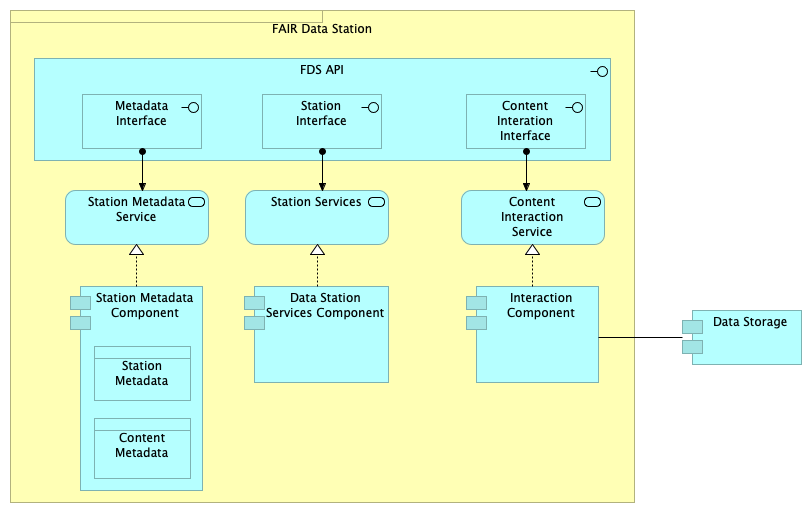 FAIR Data Station
FDS API
Metadata
Interface
Station
Interface
Content
Interation
Interface
Station Metadata
Service
Station Services
Content
Interaction
Service
Station Metadata
Component
Data Station
Services Component
Interaction
Component
Data Storage
Station
Metadata
Content
Metadata